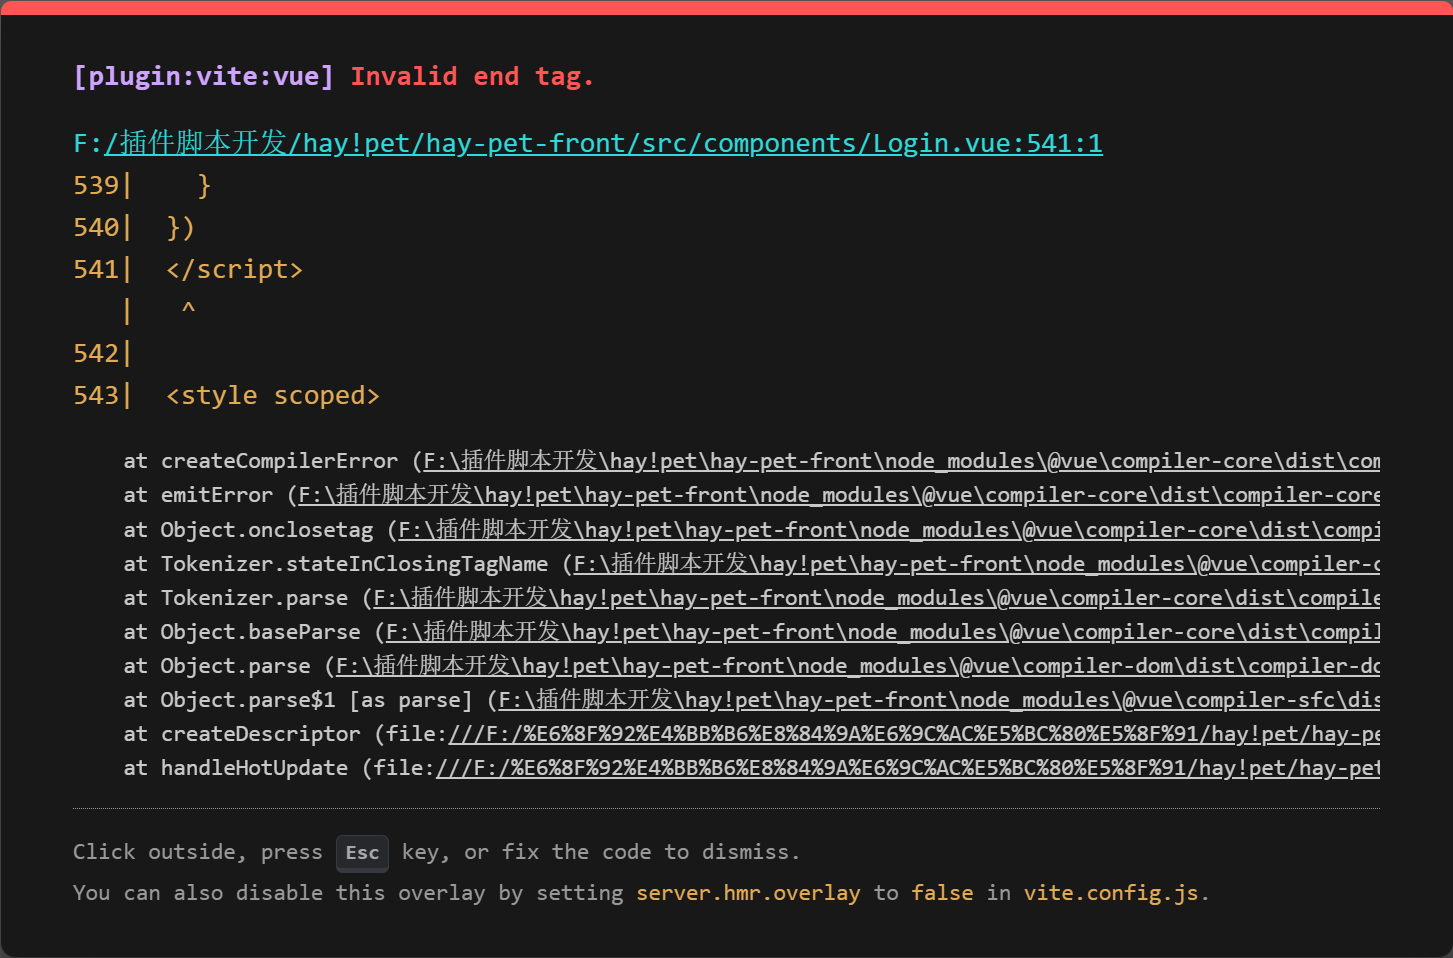 [plugin:vite:vue] Invalid end tag.
F:/插件脚本开发/hay!pet/hay-pet-front/src/components/Login.vue:541:1
539|    }
540|  })
541|  </script>
   |   ^
542|
543|  <style scoped>
at createCompilerError (F:\插件脚本开发\hay!pet\hay-pet-front\node_modules\@vue\compiler-core\dist\com
at emitError (F:\插件脚本开发\hay!pet\hay-pet-front\node_modules\@vue\compiler-core\dist\compiler-core
at Object.onclosetag (F:\插件脚本开发\hay!pet\hay-pet-front\node_modules\@vue\compiler-core\dist\compi
at Tokenizer.stateInClosingTagName (F:\插件脚本开发\hay!pet\hay-pet-front\node_modules\@vue\compiler-c
at Tokenizer.parse (F:\插件脚本开发\hay!pet\hay-pet-front\node_modules\@vue\compiler-core\dist\compile
at Object.baseParse (F:\插件脚本开发\hay!pet\hay-pet-front\node_modules\@vue\compiler-core\dist\compil
at Object.parse (F:\插件脚本开发\hay!pet\hay-pet-front\node_modules\@vue\compiler-dom\dist\compiler-do
at Object.parse$1 [as parse] (F:\插件脚本开发\hay!pet\hay-pet-front\node_modules\@vue\compiler-sfc\dis
at createDescriptor (file:///F:/%E6%8F%92%E4%BB%B6%E8%84%9A%E6%9C%AC%E5%BC%80%E5%8F%91/hay!pet/hay-pe
at handleHotUpdate (file:///F:/%E6%8F%92%E4%BB%B6%E8%84%9A%E6%9C%AC%E5%BC%80%E5%8F%91/hay!pet/hay-pet
Click outside, press Esc key, or fix the code to dismiss.
You can also disable this overlay by setting server.hmr.overlay to false in vite.config.js.